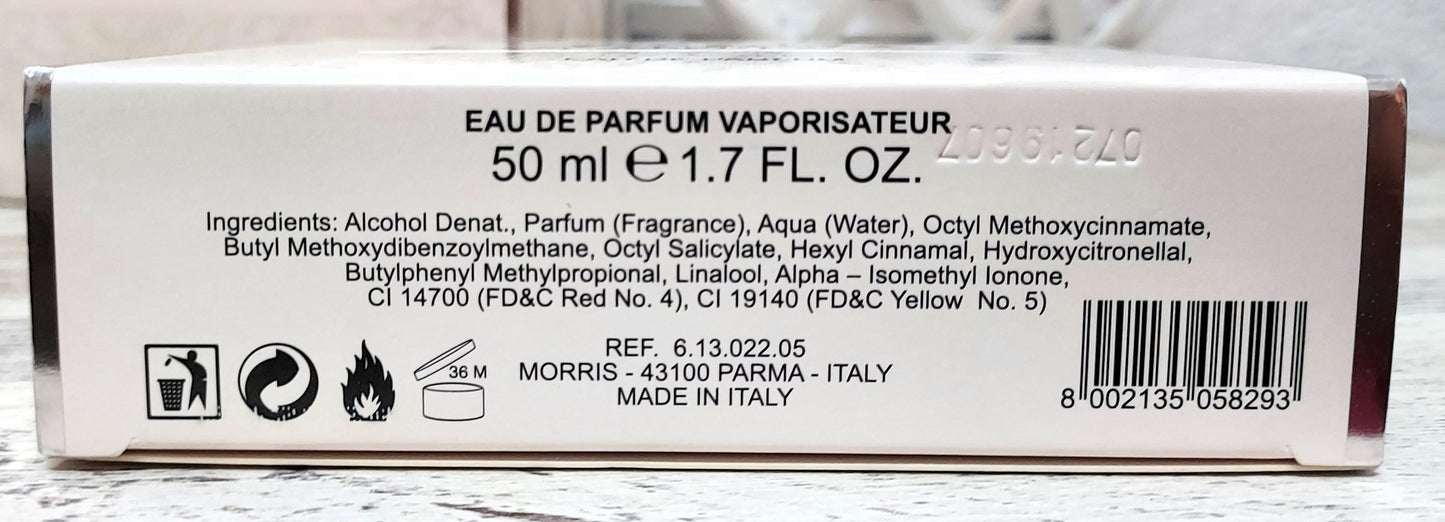 EAU DE PARFUM VAPORISATEUR
50 ml ℮ 1.7 FL. OZ.
Ingredients: Alcohol Denat., Parfum (Fragrance), Aqua (Water), Octyl Methoxycinnamate,
Butyl Methoxydibenzoylmethane, Octyl Salicylate, Hexyl Cinnamal, Hydroxycitronellal,
Butylphenyl Methylpropional, Linalool, Alpha – Isomethyl Ionone,
CI 14700 (FD&C Red No. 4), CI 19140 (FD&C Yellow No. 5)
36 M
REF. 6.13.022.05
MORRIS - 43100 PARMA - ITALY
MADE IN ITALY
8 002135 058293